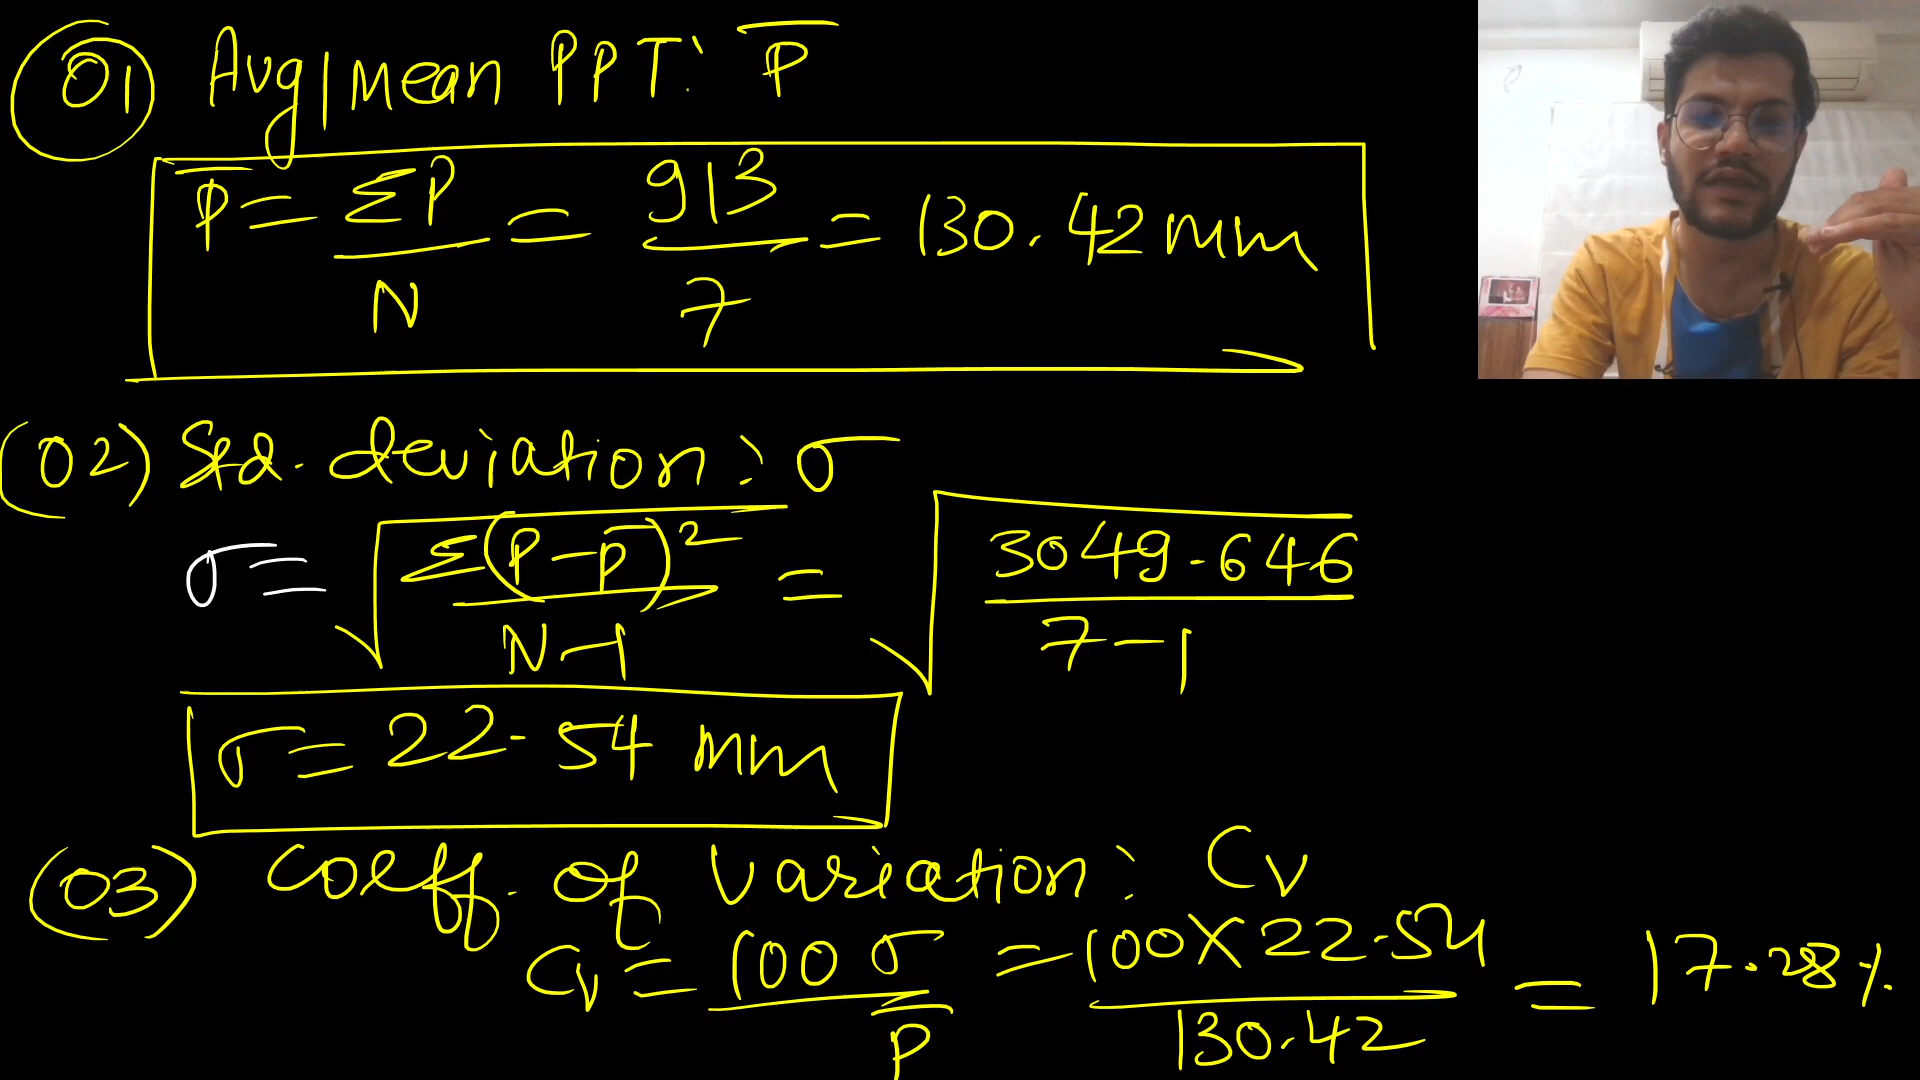 01 Avg|Mean PPT: P̅
P̅ = ΣP/N = 913/7 = 130.42 mm
(02) Std. deviation: σ
σ = √(Σ(P-P̅)²/(N-1)) = √(3049.646/(7-1))
σ = 22.54 mm
(03) Coeff. of Variation: Cv
Cv = 100σ/P̅ = 100×22.54/130.42 = 17.28%